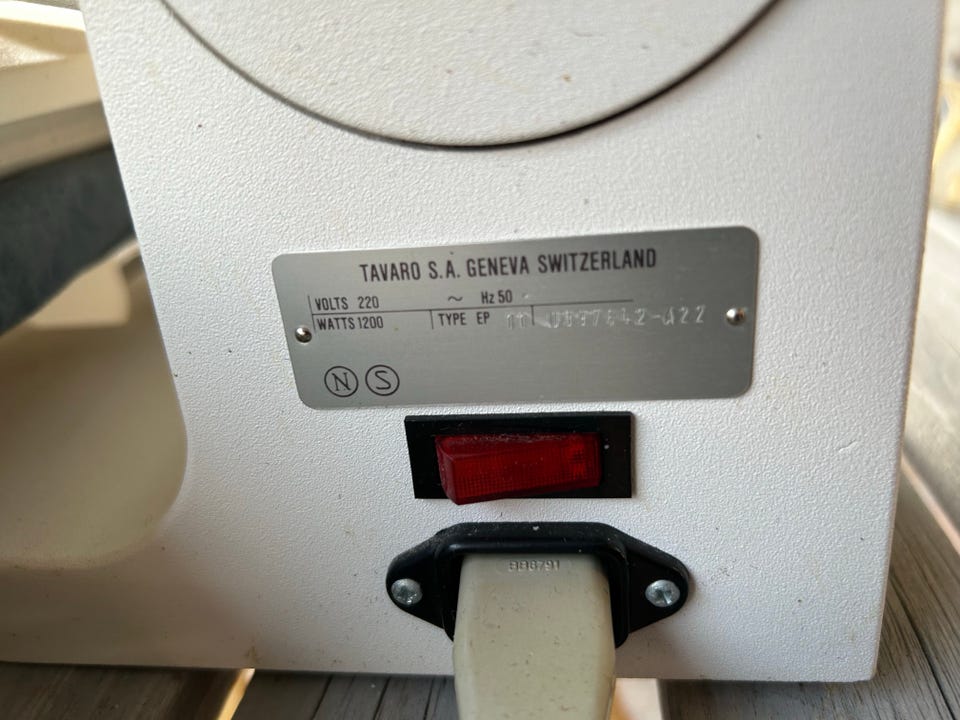 TAVARO S.A. GENEVA SWITZERLAND
VOLTS 220 ~ Hz 50
WATTS 1200 TYPE EP
N S